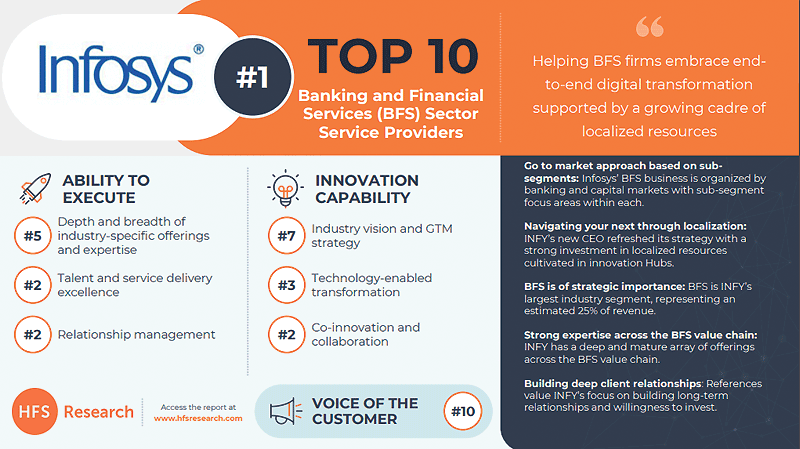 Infosys®
#1
TOP 10
Banking and Financial
Services (BFS) Sector
Service Providers
“
Helping BFS firms embrace end-
to-end digital transformation
supported by a growing cadre of
localized resources
ABILITY TO
EXECUTE
#5
Depth and breadth of
industry-specific offerings
and expertise
#2
Talent and service delivery
excellence
#2
Relationship management
INNOVATION
CAPABILITY
#7
Industry vision and GTM
strategy
#3
Technology-enabled
transformation
#2
Co-innovation and
collaboration
HFS Research
Access the report at
www.hfsresearch.com
VOICE OF THE
CUSTOMER
#10
Go to market approach based on sub-
segments: Infosys' BFS business is organized by
banking and capital markets with sub-segment
focus areas within each.
Navigating your next through localization:
INFY's new CEO refreshed its strategy with a
strong investment in localized resources
cultivated in innovation Hubs.
BFS is of strategic importance: BFS is INFY's
largest industry segment, representing an
estimated 25% of revenue.
Strong expertise across the BFS value chain:
INFY has a deep and mature array of offerings
across the BFS value chain.
Building deep client relationships: References
value INFY's focus on building long-term
relationships and willingness to invest.